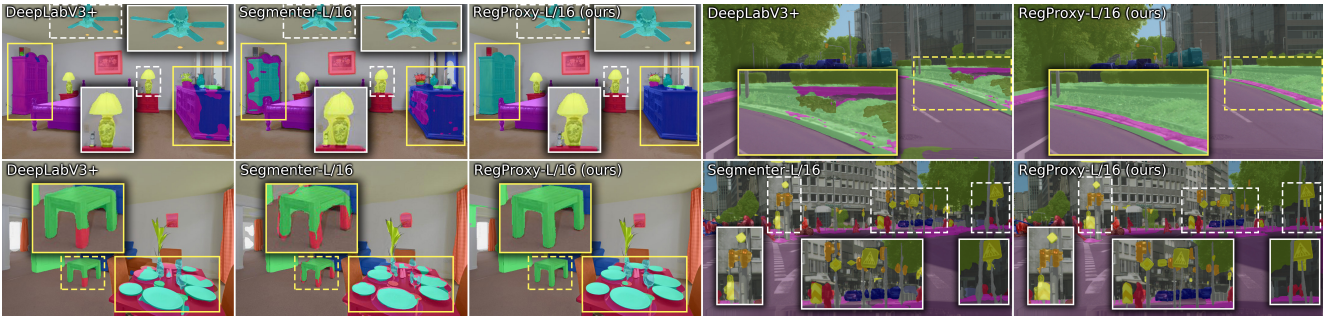 DeepLabV3+
Segmenter-L/16
RegProxy-L/16 (ours)
DeepLabV3+
RegProxy-L/16 (ours)
DeepLabV3+
Segmenter-L/16
RegProxy-L/16 (ours)
Segmenter-L/16
RegProxy-L/16 (ours)